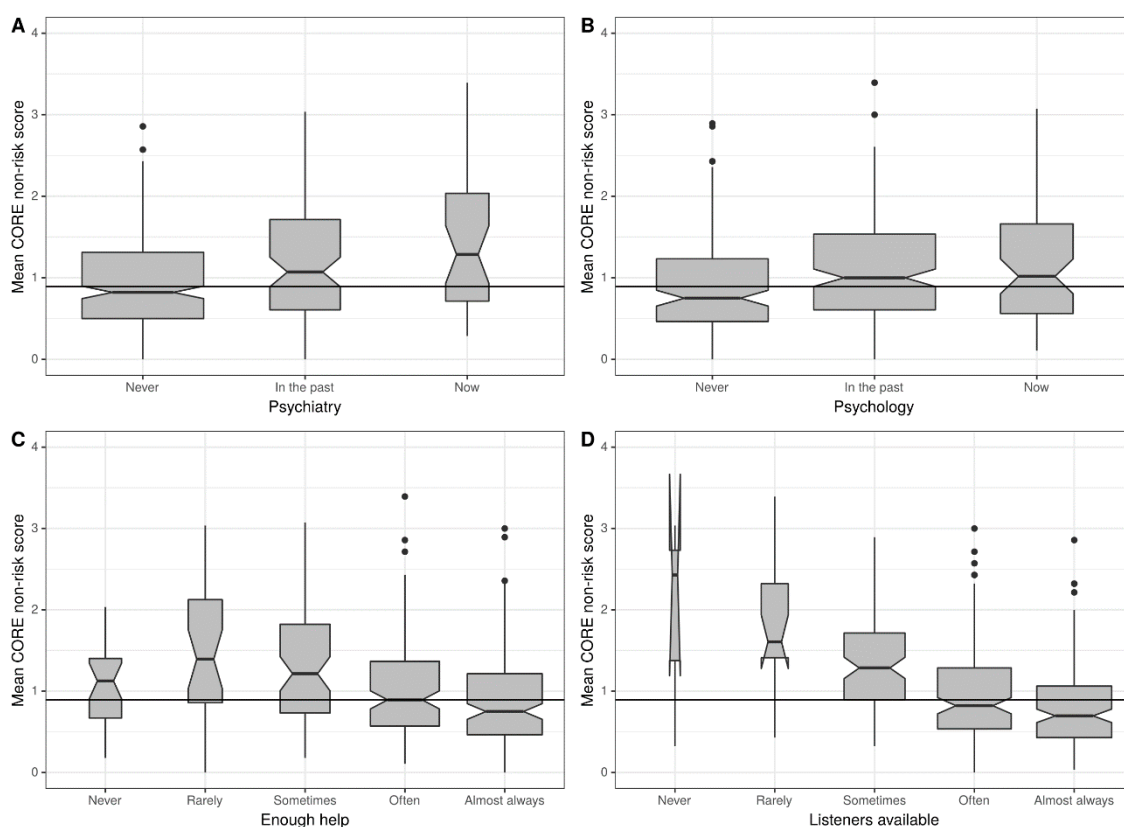 A
Mean CORE non-risk score
4
3
2
1
0
Never In the past Now
Psychiatry
B
Mean CORE non-risk score
4
3
2
1
0
Never In the past Now
Psychology
C
Mean CORE non-risk score
4
3
2
1
0
Never Rarely Sometimes Often Almost always
Enough help
D
Mean CORE non-risk score
4
3
2
1
0
Never Rarely Sometimes Often Almost always
Listeners available